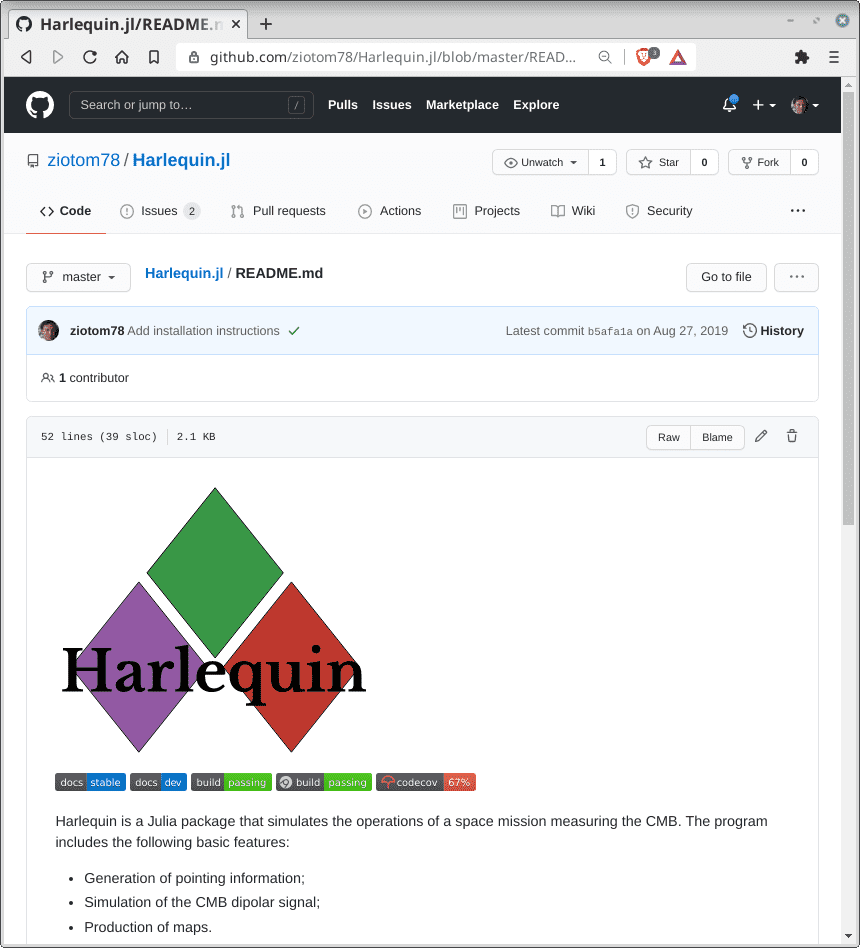 Harlequin.jl/README.m
github.com/ziotom78/Harlequin.jl/blob/master/READ... 3
Search or jump to… / Pulls Issues Marketplace Explore
ziotom78 / Harlequin.jl Unwatch 1 Star 0 Fork 0
Code Issues 2 Pull requests Actions Projects Wiki Security ...
master Harlequin.jl / README.md Go to file ...
ziotom78 Add installation instructions Latest commit b5afa1a on Aug 27, 2019 History
1 contributor
52 lines (39 sloc) 2.1 KB Raw Blame
Harlequin
docs stable docs dev build passing build passing codecov 67%
Harlequin is a Julia package that simulates the operations of a space mission measuring the CMB. The program
includes the following basic features:
• Generation of pointing information;
• Simulation of the CMB dipolar signal;
• Production of maps.